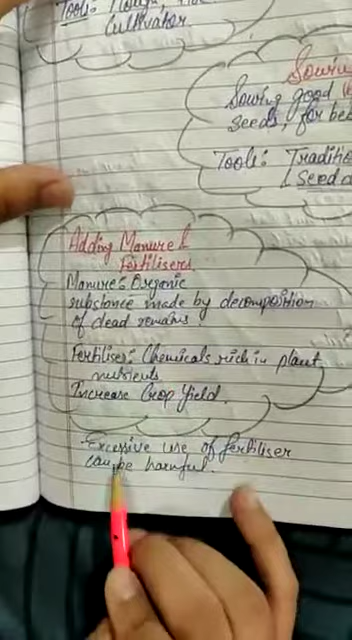 Tools: Plough, Hoe
Cultivator
Sowing
Sowing good
seeds, for be
Tools: Traditio
Seed d
Adding Manure &
Fertilisers
Manure: Organic
substance made by decomposition
of dead remains.
Fertiliser: Chemicals rich in plant
nutrients
Increase Crop Yield.
Excessive use of fertiliser
can be harmful.